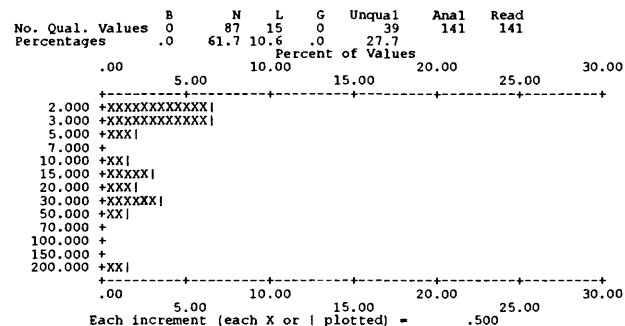 B N L G Unqual Anal Read
No. Qual. Values 0 87 15 0 39 141 141
Percentages .0 61.7 10.6 .0 27.7
Percent of Values
.00 10.00 20.00 30.00
5.00 15.00 25.00
+---------+---------+---------+---------+---------+---------+
2.000 +XXXXXXXXXXXX|
3.000 +XXXXXXXXXXXX|
5.000 +XXX|
7.000 +
10.000 +XX|
15.000 +XXXXX|
20.000 +XXX|
30.000 +XXXXXX|
50.000 +XX|
70.000 +
100.000 +
150.000 +
200.000 +XX|
+---------+---------+---------+---------+---------+---------+
.00 10.00 20.00 30.00
5.00 15.00 25.00
Each increment (each X or | plotted) = .500